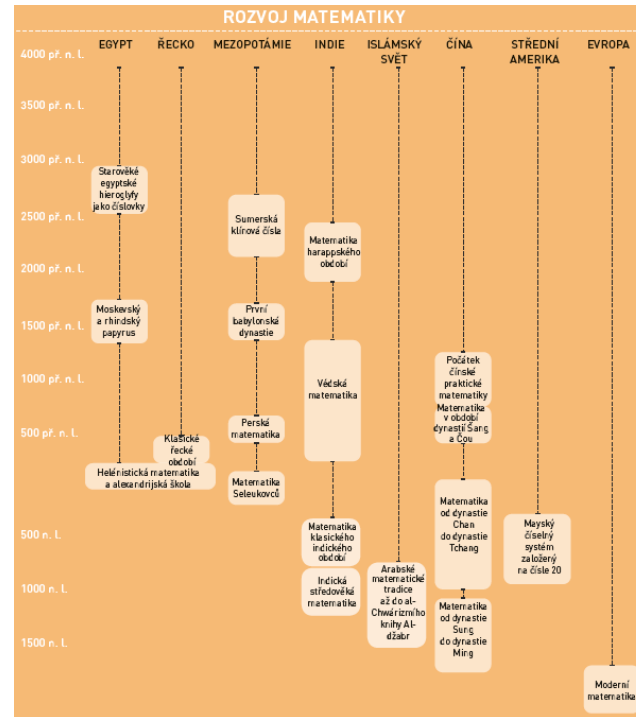 ROZVOJ MATEMATIKY
EGYPT
ŘECKO
MEZOPOTÁMIE
INDIE
ISLÁMSKÝ
SVĚT
ČÍNA
STŘEDNÍ
AMERIKA
EVROPA
4000 př. n. l.
3500 př. n. l.
3000 př. n. l.
2500 př. n. l.
2000 př. n. l.
1500 př. n. l.
1000 př. n. l.
500 př. n. l.
500 n. l.
1000 n. l.
1500 n. l.
Starověké
egyptské
hieroglyfy
jako číslovky
Moskevský
a rhindský
papyrus
Klasické
řecké
období
Helénistická matematika
a alexandrijská škola
Sumerská
klínová čísla
První
babylonská
dynastie
Perská
matematika
Matematika
Seleukovců
Matematika
harappského
období
Védská
matematika
Matematika
klasického
indického
období
Indická
středověká
matematika
Arabské
matematické
tradice
až do al-
Chwárizmího
knihy Al-
džabr
Počátek
čínské
praktické
matematiky
Matematika
v období
dynastií Šang
a Čou
Matematika
od dynastie
Chan
do dynastie
Tchang
Matematika
od dynastie
Sung
do dynastie
Ming
Mayský
číselný
systém
založený
na čísle 20
Moderní
matematika